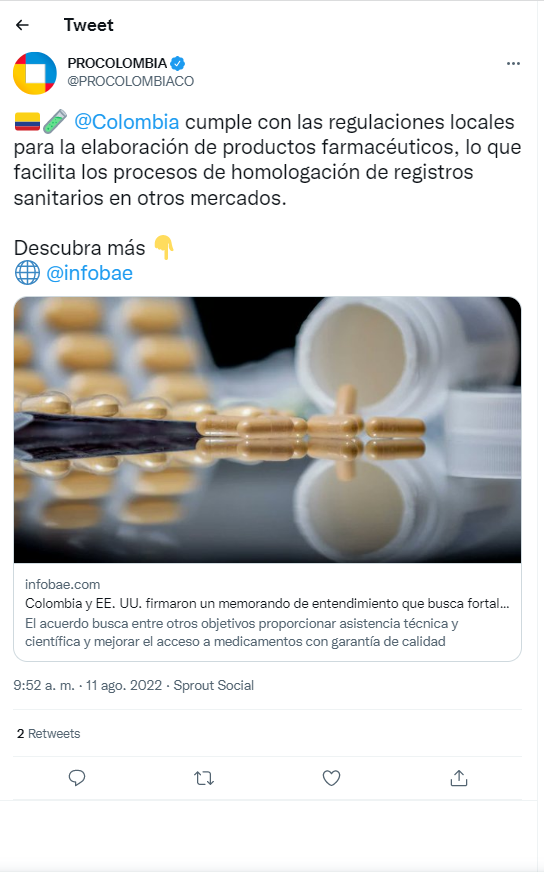 Tweet
PROCOLOMBIA
@PROCOLOMBIACO
@Colombia cumple con las regulaciones locales
para la elaboración de productos farmacéuticos, lo que
facilita los procesos de homologación de registros
sanitarios en otros mercados.
Descubra más
@infobae
infobae.com
Colombia y EE. UU. firmaron un memorando de entendimiento que busca fortal...
El acuerdo busca entre otros objetivos proporcionar asistencia técnica y
científica y mejorar el acceso a medicamentos con garantía de calidad
9:52 a. m. · 11 ago. 2022 · Sprout Social
2 Retweets